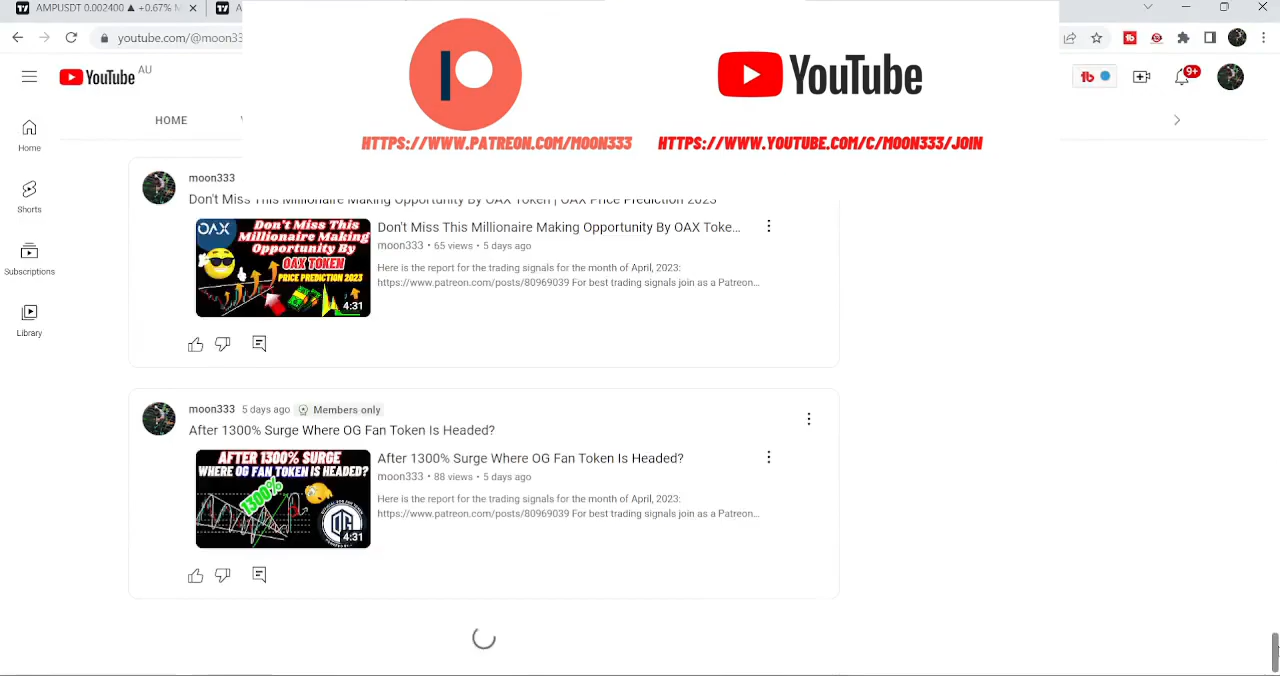 AMPUSDT 0.002400 ▲ +0.67%
youtube.com/@moon33
YouTube
HTTPS://WWW.PATREON.COM/MOON333
HTTPS://WWW.YOUTUBE.COM/C/MOON333/JOIN
YouTube AU
9+
HOME
Home
Shorts
Subscriptions
Library
moon333
Don't Miss This Millionaire Making Opportunity By OAX Token | OAX Price Prediction 2023
OAX
Don't Miss This
Millionaire Making
Opportunity By
OAX TOKEN
PRICE PREDICTION 2023
4:31
Don't Miss This Millionaire Making Opportunity By OAX Toke...
moon333 • 65 views • 5 days ago
Here is the report for the trading signals for the month of April, 2023:
https://www.patreon.com/posts/80969039 For best trading signals join as a Patreon...
moon333 5 days ago Members only
After 1300% Surge Where OG Fan Token Is Headed?
AFTER 1300% SURGE
WHERE OG FAN TOKEN IS HEADED?
1300%
OG
4:31
After 1300% Surge Where OG Fan Token Is Headed?
moon333 • 88 views • 5 days ago
Here is the report for the trading signals for the month of April, 2023:
https://www.patreon.com/posts/80969039 For best trading signals join as a Patreon...